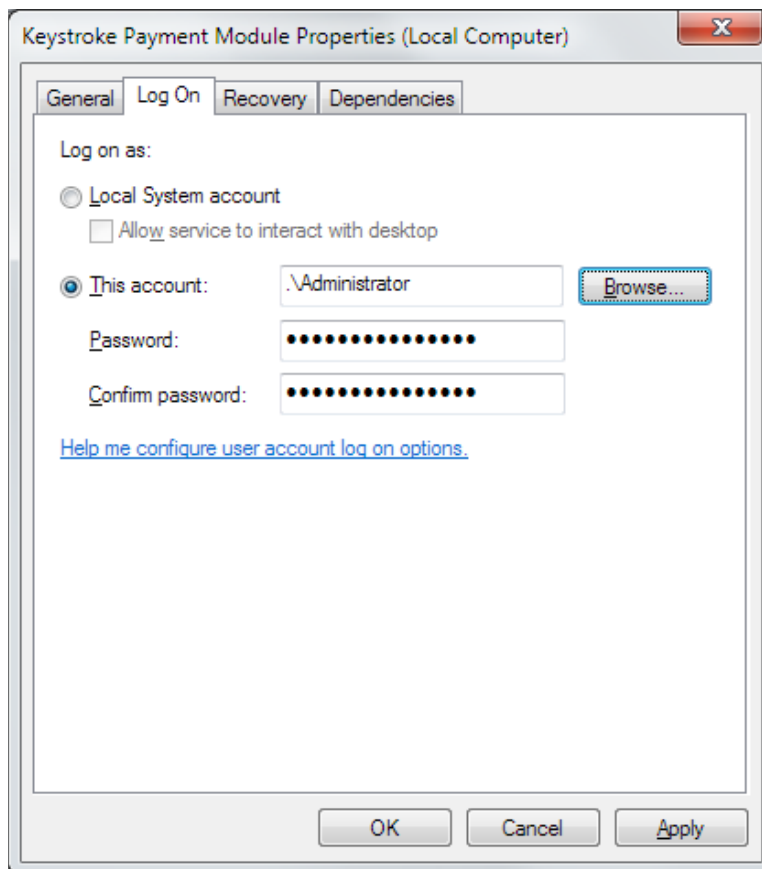 Keystroke Payment Module Properties (Local Computer)
General Log On Recovery Dependencies
Log on as:
Local System account
Allow service to interact with desktop
This account: .\Administrator Browse...
Password: •••••••••••••••
Confirm password: •••••••••••••••
Help me configure user account log on options.
OK Cancel Apply